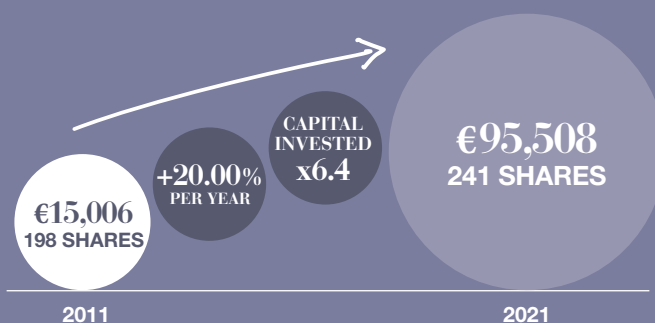 €15,006
198 SHARES
+20.00%
PER YEAR
CAPITAL
INVESTED
x6.4
€95,508
241 SHARES
2011
2021